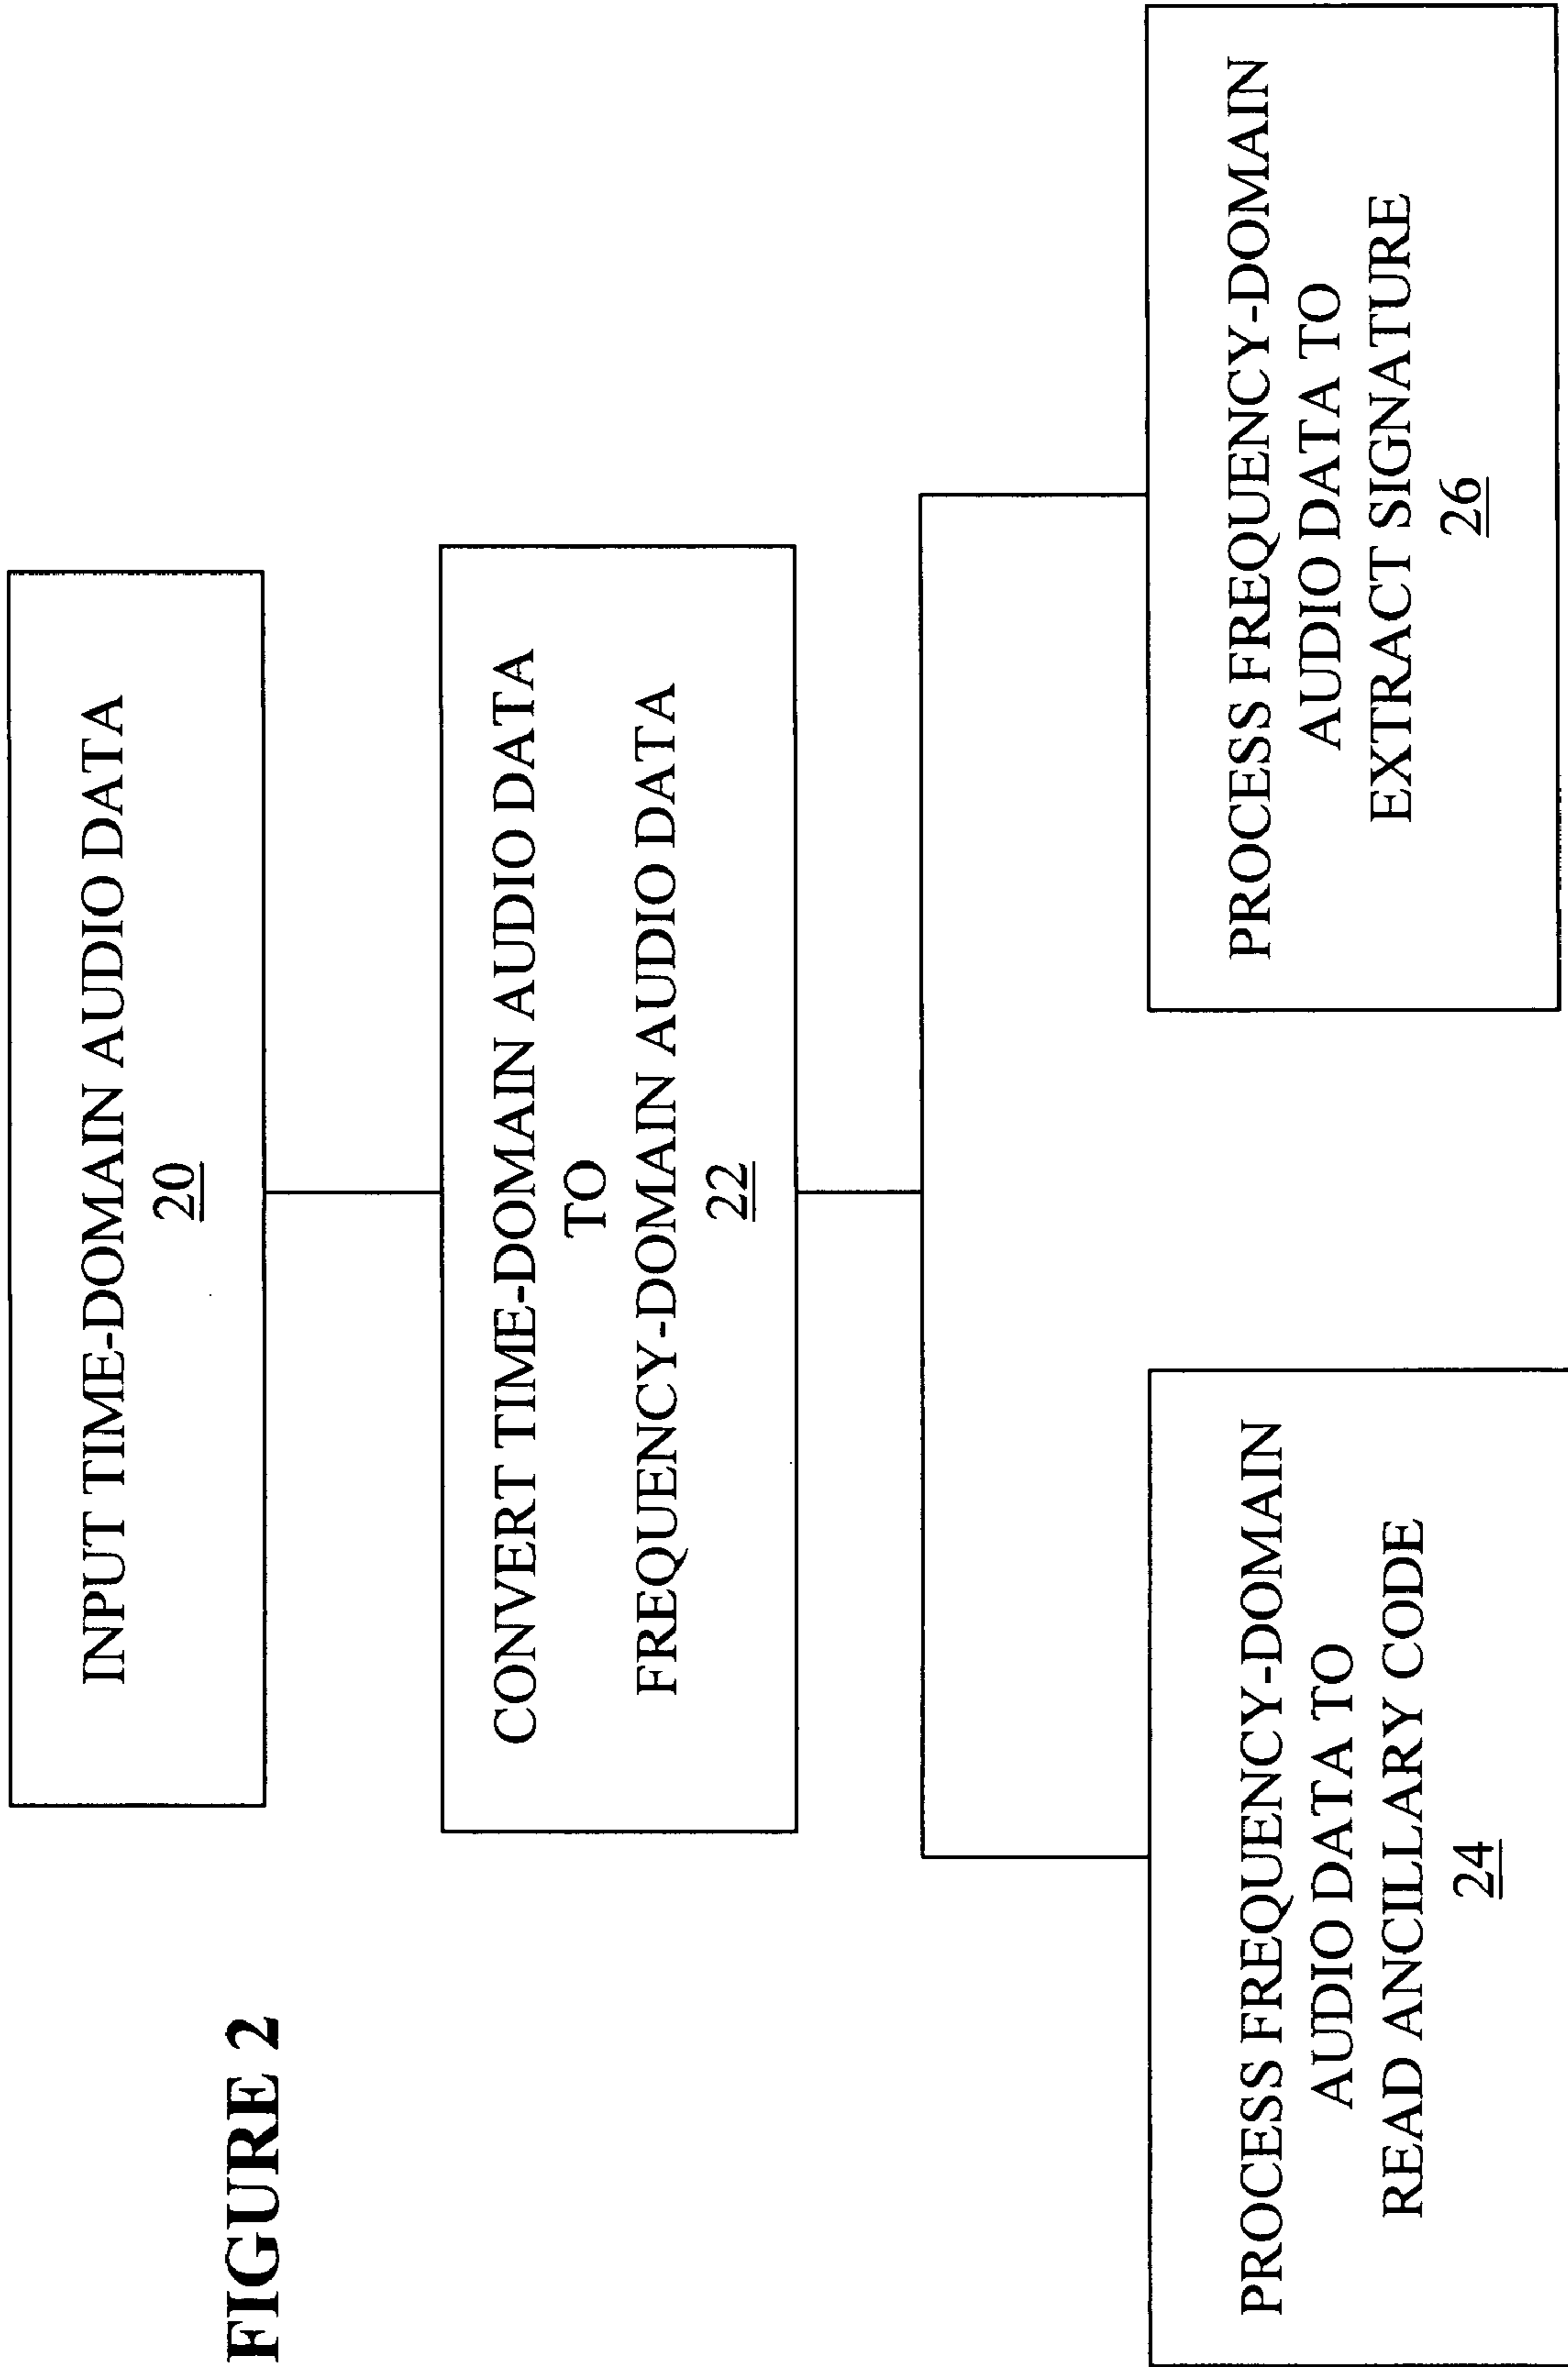 FIGURE 2
INPUT TIME-DOMAIN AUDIO DATA
20
CONVERT TIME-DOMAIN AUDIO DATA
TO
FREQUENCY-DOMAIN AUDIO DATA
22
PROCESS FREQUENCY-DOMAIN
AUDIO DATA TO
READ ANCILLARY CODE
24
PROCESS FREQUENCY-DOMAIN
AUDIO DATA TO
EXTRACT SIGNATURE
26